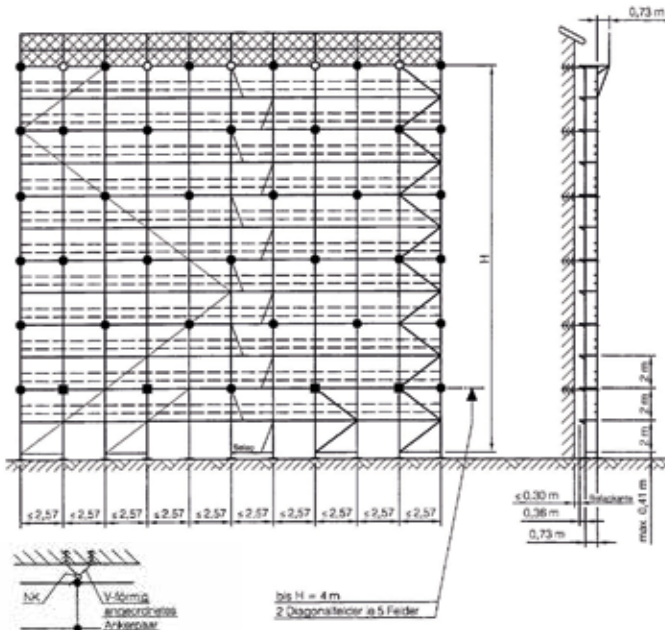 0,73 m
H
2 m
2 m
2 m
max. 0,41 m
Belag
≤ 0.30 m
Belagkante
0,36 m
0,73 m
≤ 2,57 ≤ 2,57 ≤ 2,57 ≤ 2,57 ≤ 2,57 ≤ 2,57 ≤ 2,57 ≤ 2,57 ≤ 2,57 ≤ 2,57
NK
V-förmig
angeordnetes
Ankerpaar
bis H = 4 m
2 Diagonalfelder je 5 Felder